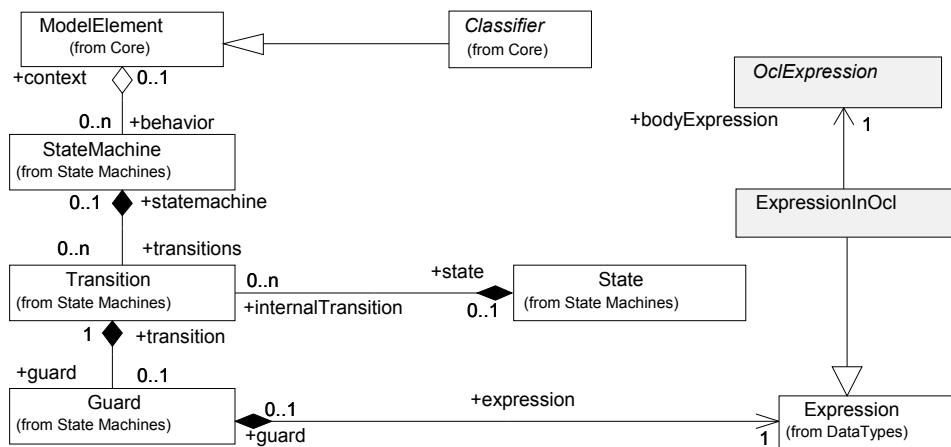 ModelElement
(from Core)
Classifier
(from Core)
+context
0..1
OclExpression
+bodyExpression
1
0..n
+behavior
StateMachine
(from State Machines)
0..1
+statemachine
ExpressionInOcl
0..n
+transitions
Transition
(from State Machines)
0..n
+internalTransition
+state
0..1
State
(from State Machines)
1
+transition
+guard
0..1
Guard
(from State Machines)
0..1
+guard
+expression
1
Expression
(from DataTypes)